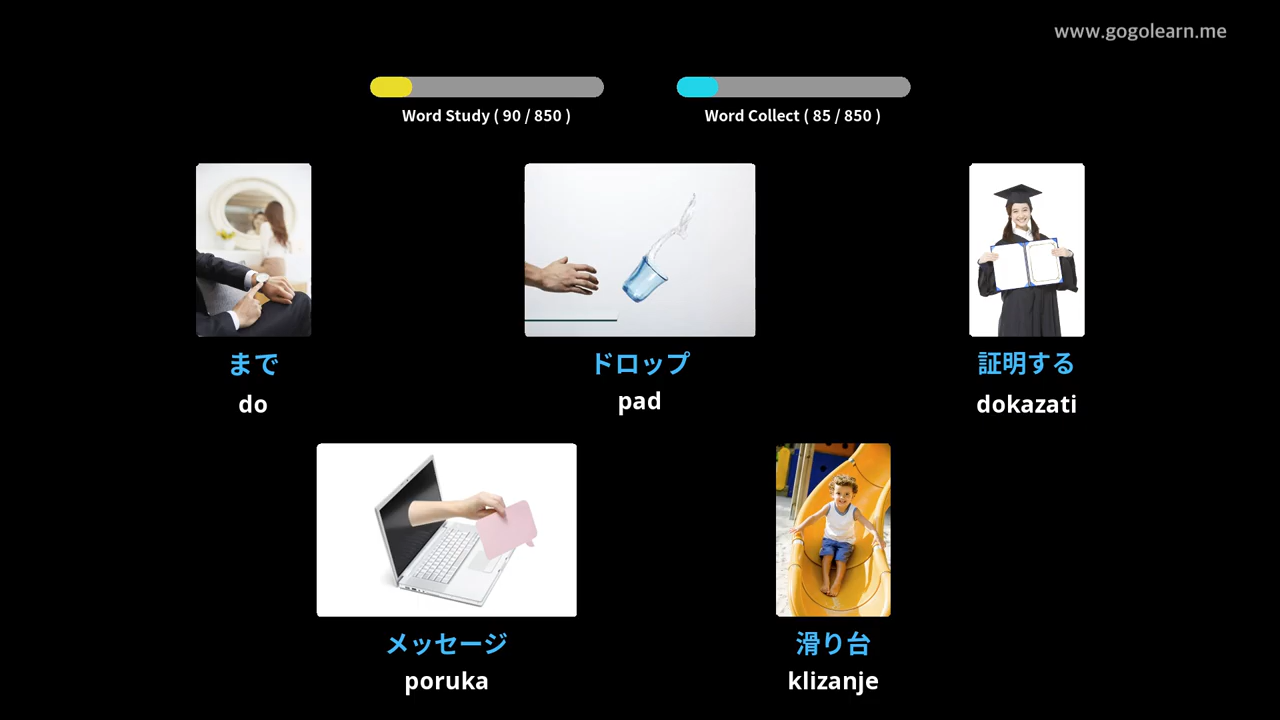 www.gogolearn.me
Word Study ( 90 / 850 )
Word Collect ( 85 / 850 )
まで
do
ドロップ
pad
証明する
dokazati
メッセージ
poruka
滑り台
klizanje